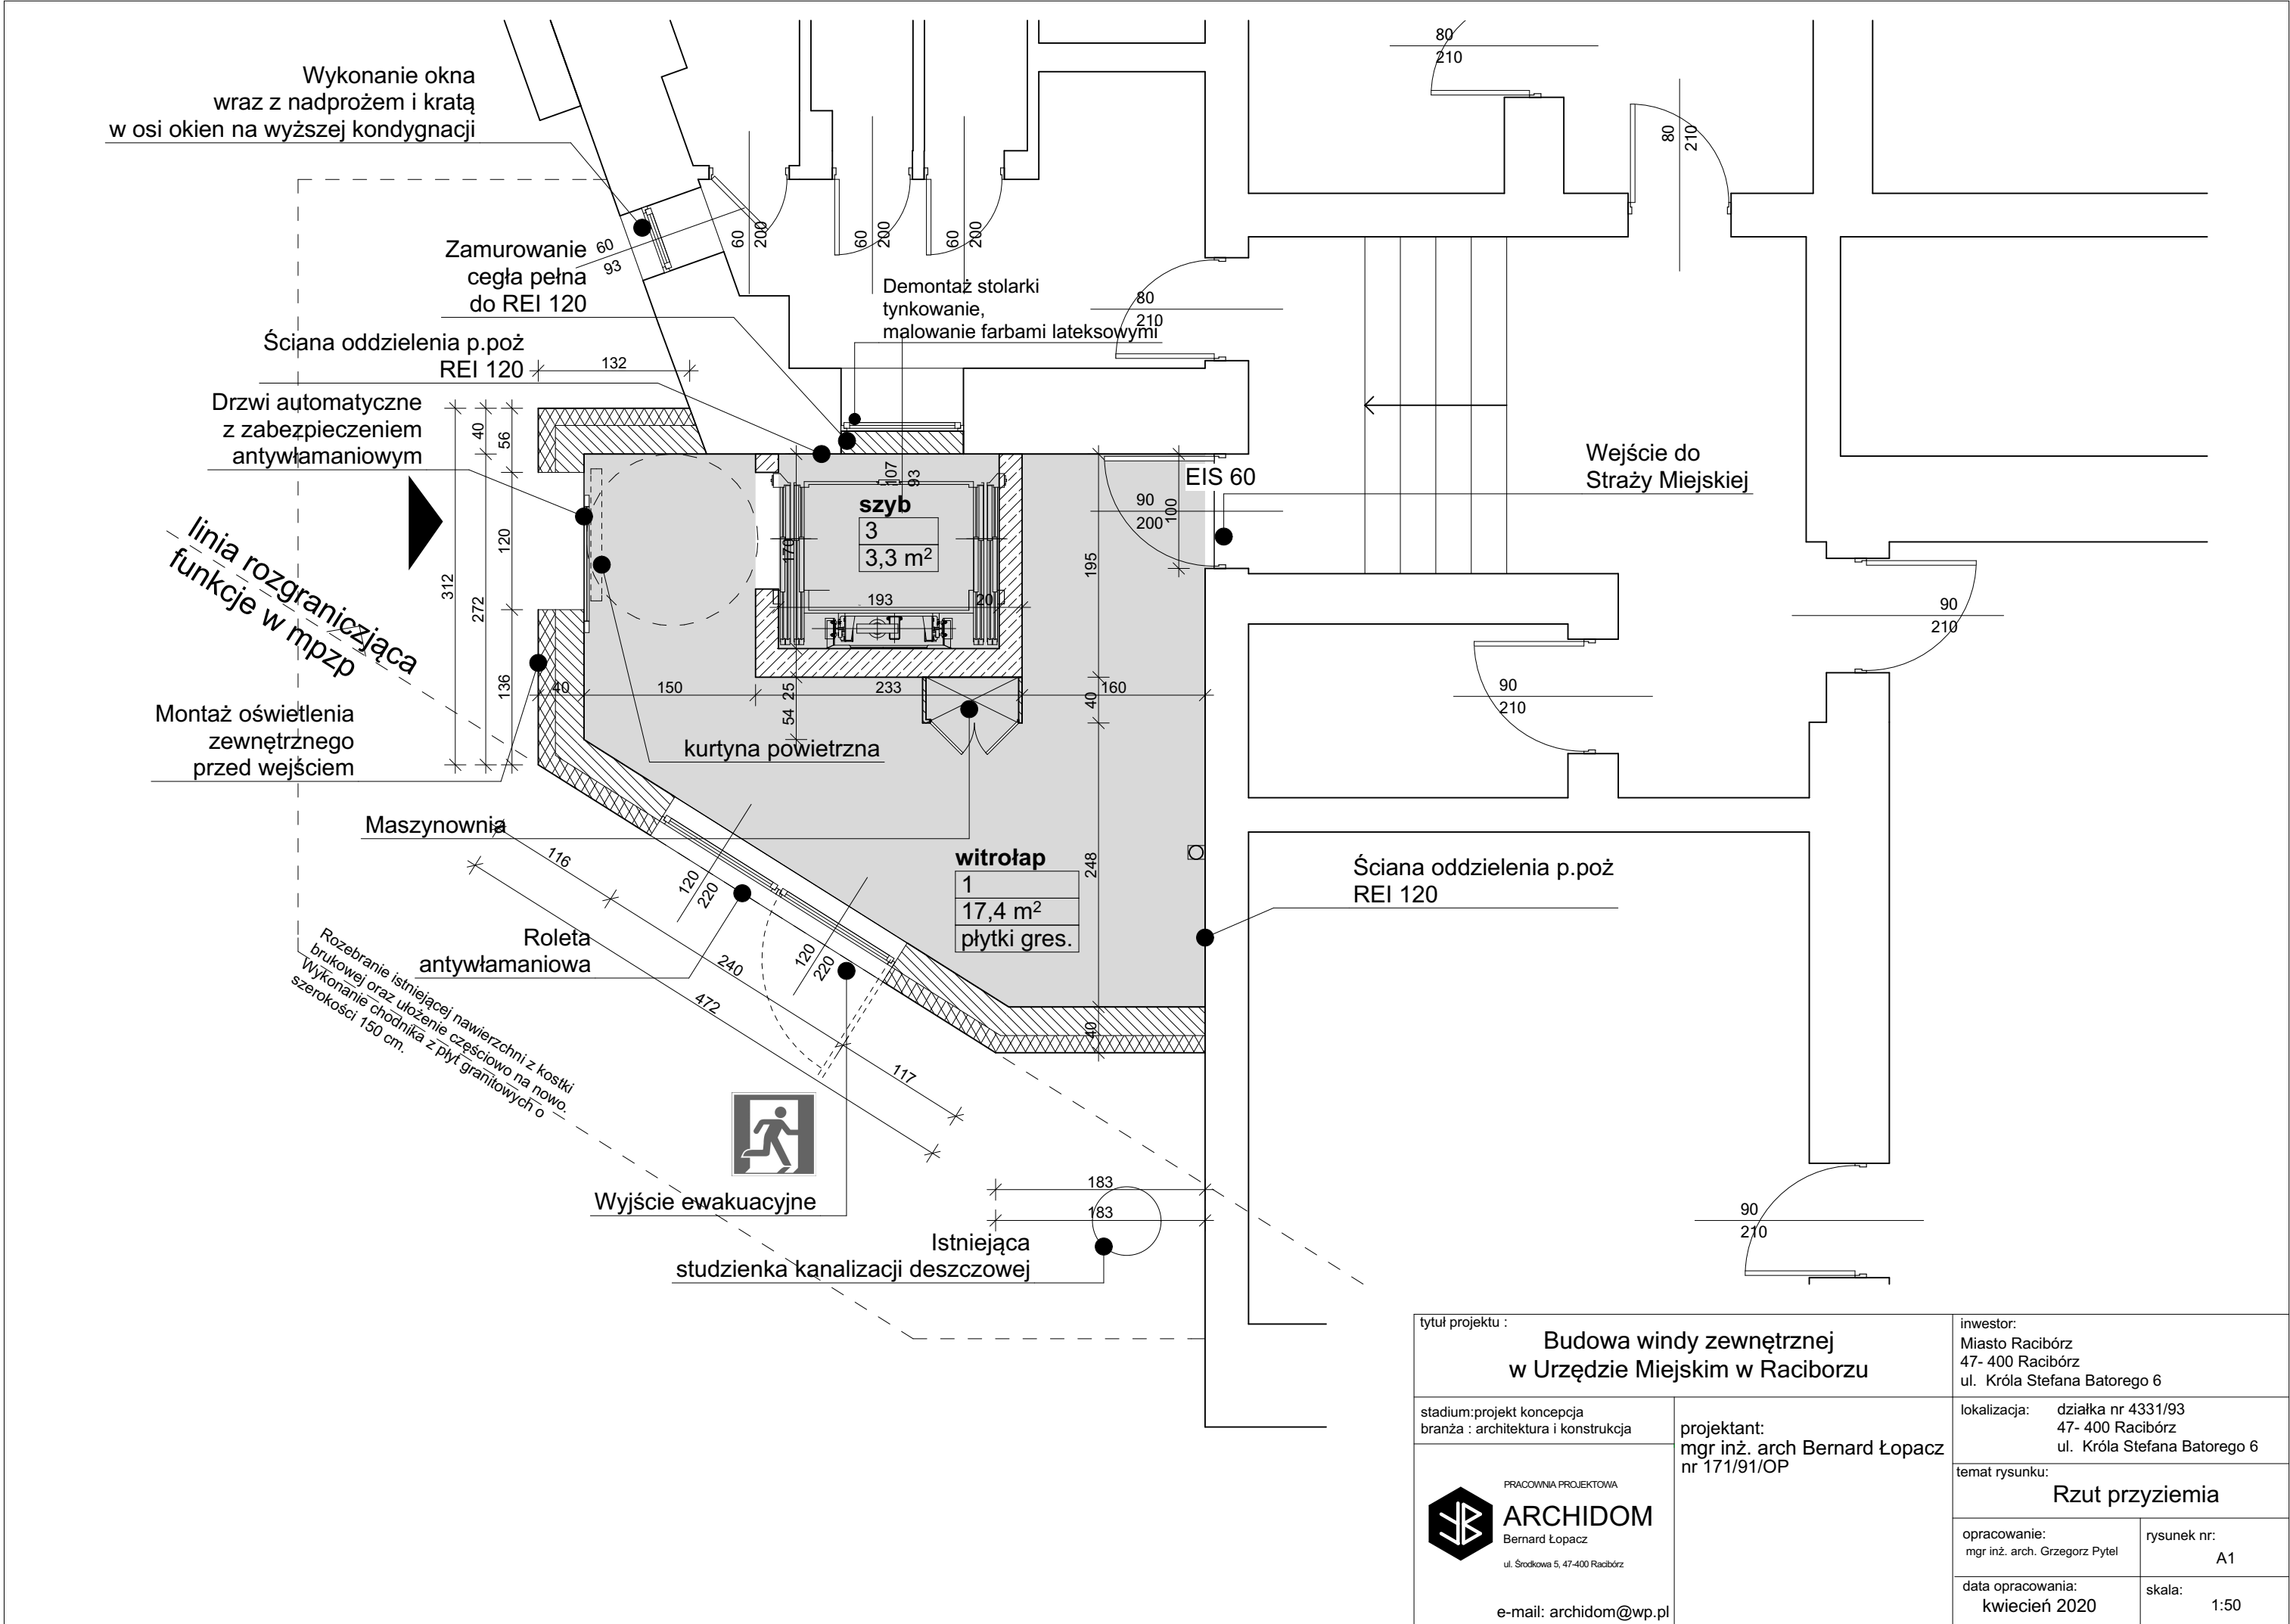 Wykonanie okna
wraz z nadprożem i kratą
w osi okien na wyższej kondygnacji
80
210
80
210
60
93
60
200
60
200
60
200
Zamurowanie
cegła pełna
do REI 120
Demontaż stolarki
tynkowanie,
malowanie farbami lateksowymi
80
210
Ściana oddzielenia p.poż
REI 120
132
Drzwi automatyczne
z zabezpieczeniem
antywłamaniowym
312
40
272
56
120
136
EIS 60
90
200
100
Wejście do
Straży Miejskiej
107
93
szyb
3
3,3 m²
170
193
20
195
linia rozgraniczjąca
funkcje w mpzp
90
210
40
150
25
54
233
40
160
90
210
Montaż oświetlenia
zewnętrznego
przed wejściem
kurtyna powietrzna
Maszynownia
116
120
220
witrołap
1
17,4 m²
płytki gres.
248
Ściana oddzielenia p.poż
REI 120
Roleta
antywłamaniowa
240
120
220
472
Rozebranie istniejącej nawierzchni z kostki
brukowej oraz ułożenie częściowo na nowo.
Wykonanie chodnika z płyt granitowych o
szerokości 150 cm.
40
117
Wyjście ewakuacyjne
183
183
Istniejąca
studzienka kanalizacji deszczowej
90
210
tytuł projektu :
Budowa windy zewnętrznej
w Urzędzie Miejskim w Raciborzu
inwestor:
Miasto Racibórz
47- 400 Racibórz
ul. Króla Stefana Batorego 6
stadium:projekt koncepcja
branża : architektura i konstrukcja
projektant:
mgr inż. arch Bernard Łopacz
nr 171/91/OP
lokalizacja: działka nr 4331/93
47- 400 Racibórz
ul. Króla Stefana Batorego 6
temat rysunku:
Rzut przyziemia
PRACOWNIA PROJEKTOWA
ARCHIDOM
Bernard Łopacz
ul. Środkowa 5, 47-400 Racibórz
e-mail: archidom@wp.pl
opracowanie:
mgr inż. arch. Grzegorz Pytel
rysunek nr:
A1
data opracowania:
kwiecień 2020
skala:
1:50